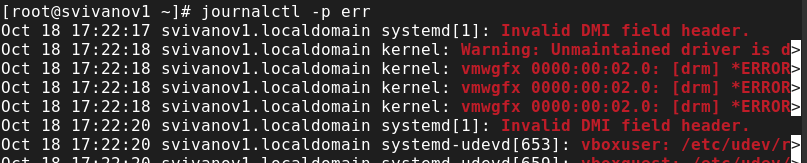 [root@svivanov1 ~]# journalctl -p err
Oct 18 17:22:17 svivanov1.localdomain systemd[1]: Invalid DMI field header.
Oct 18 17:22:18 svivanov1.localdomain kernel: Warning: Unmaintained driver is d>
Oct 18 17:22:18 svivanov1.localdomain kernel: vmwgfx 0000:00:02.0: [drm] *ERROR>
Oct 18 17:22:18 svivanov1.localdomain kernel: vmwgfx 0000:00:02.0: [drm] *ERROR>
Oct 18 17:22:18 svivanov1.localdomain kernel: vmwgfx 0000:00:02.0: [drm] *ERROR>
Oct 18 17:22:20 svivanov1.localdomain systemd[1]: Invalid DMI field header.
Oct 18 17:22:20 svivanov1.localdomain systemd-udevd[653]: vboxuser: /etc/udev/r>
Oct 18 17:22:20 svivanov1.localdomain systemd-udevd[659]: vboxguest: /etc/udev/>